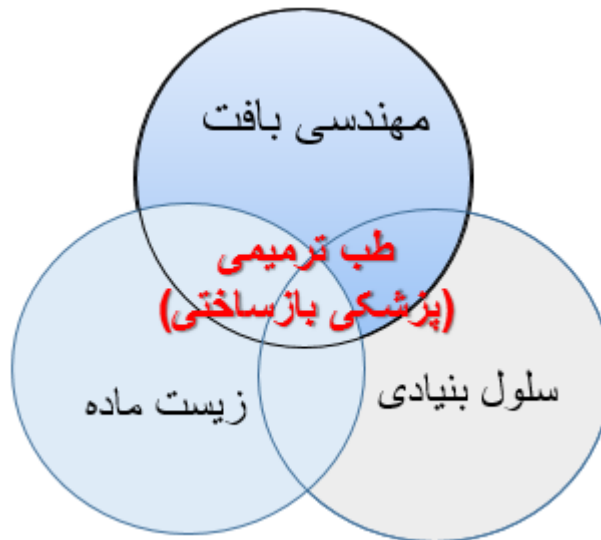 مهندسی بافت
طب ترمیمی
(پزشکی بازساختی)
سلول بنیادی
زیست ماده